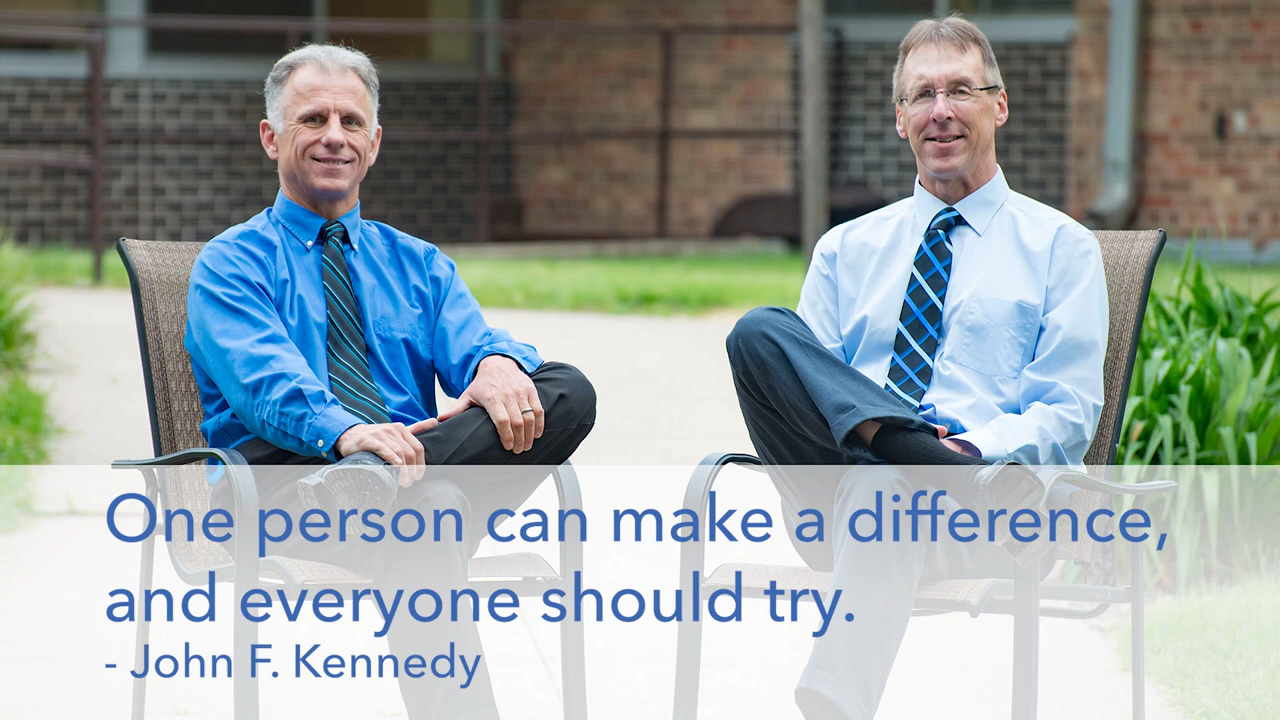 One person can make a difference,
and everyone should try.
- John F. Kennedy